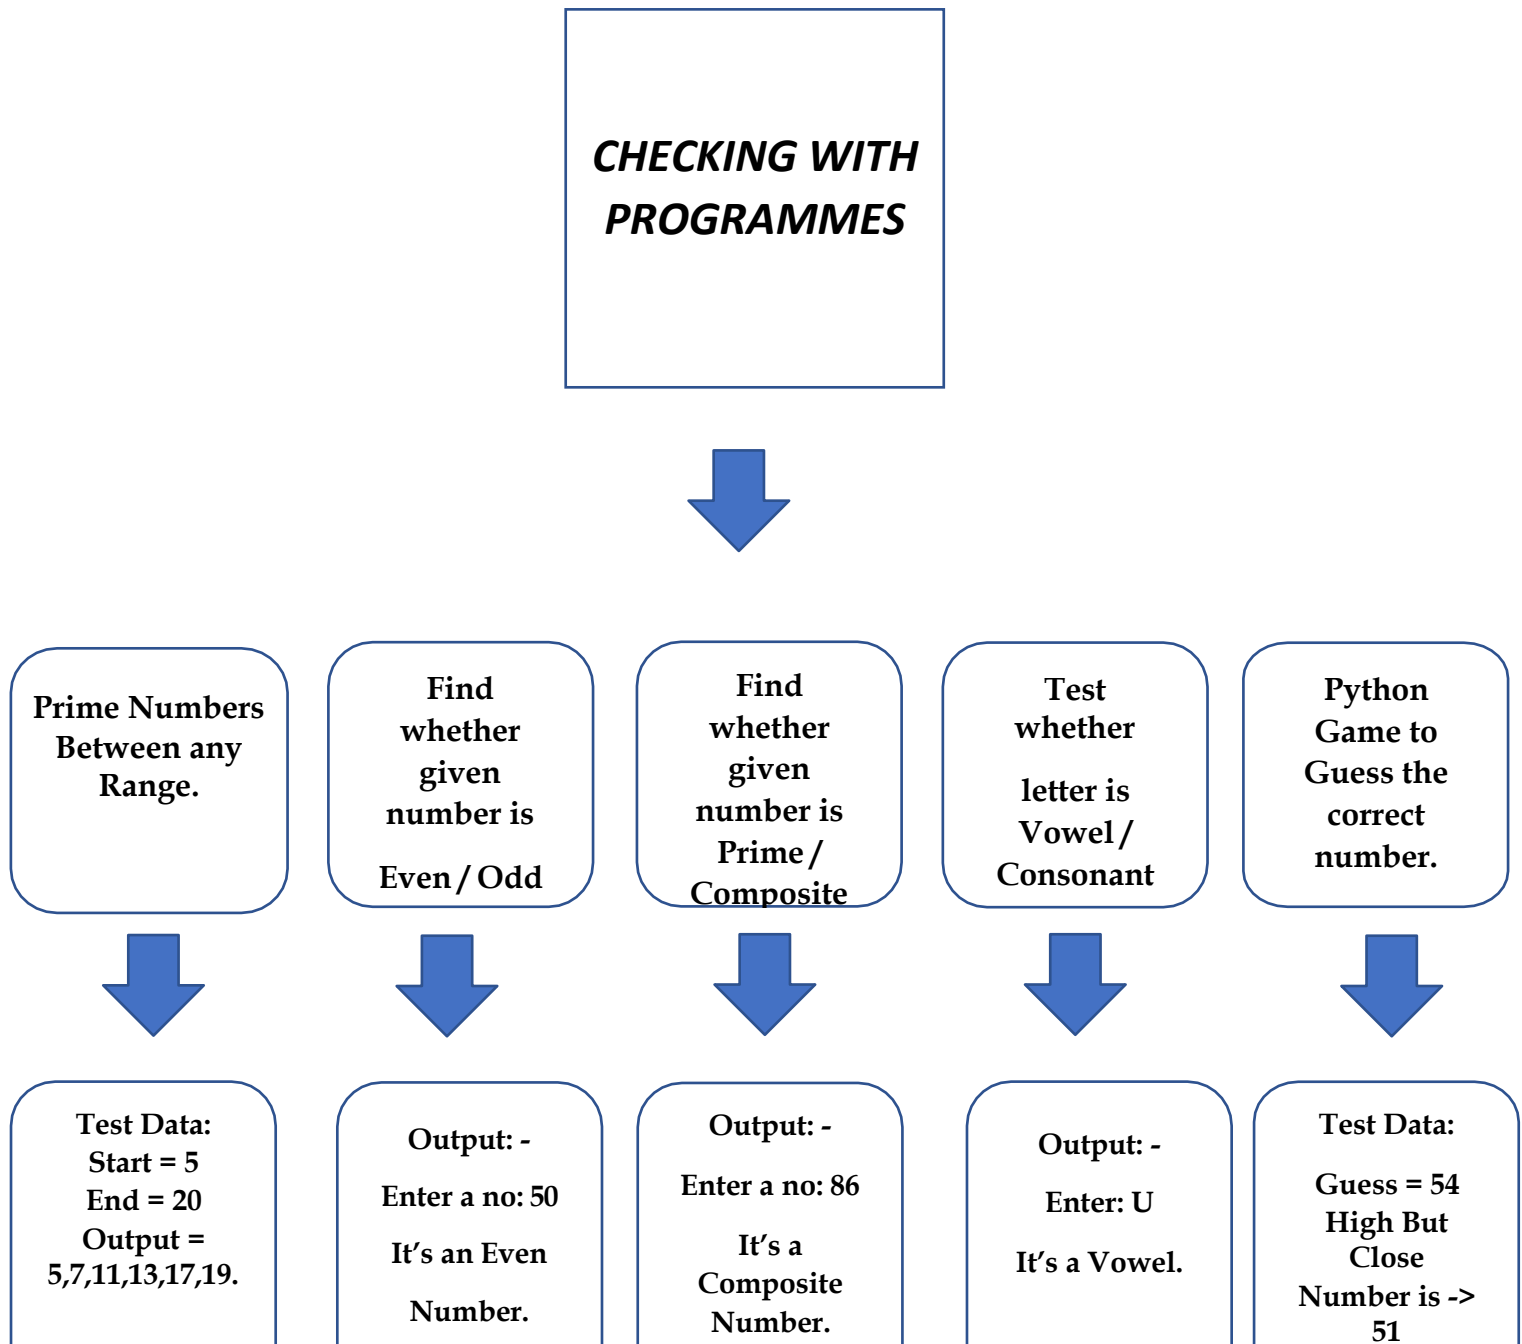 CHECKING WITH
PROGRAMMES
Prime Numbers
Between any
Range.
Find
whether
given
number is
Even / Odd
Find
whether
given
number is
Prime /
Composite
Test
whether
letter is
Vowel /
Consonant
Python
Game to
Guess the
correct
number.
Test Data:
Start = 5
End = 20
Output =
5,7,11,13,17,19.
Output: -
Enter a no: 50
It's an Even
Number.
Output: -
Enter a no: 86
It's a
Composite
Number.
Output: -
Enter: U
It's a Vowel.
Test Data:
Guess = 54
High But
Close
Number is ->
51